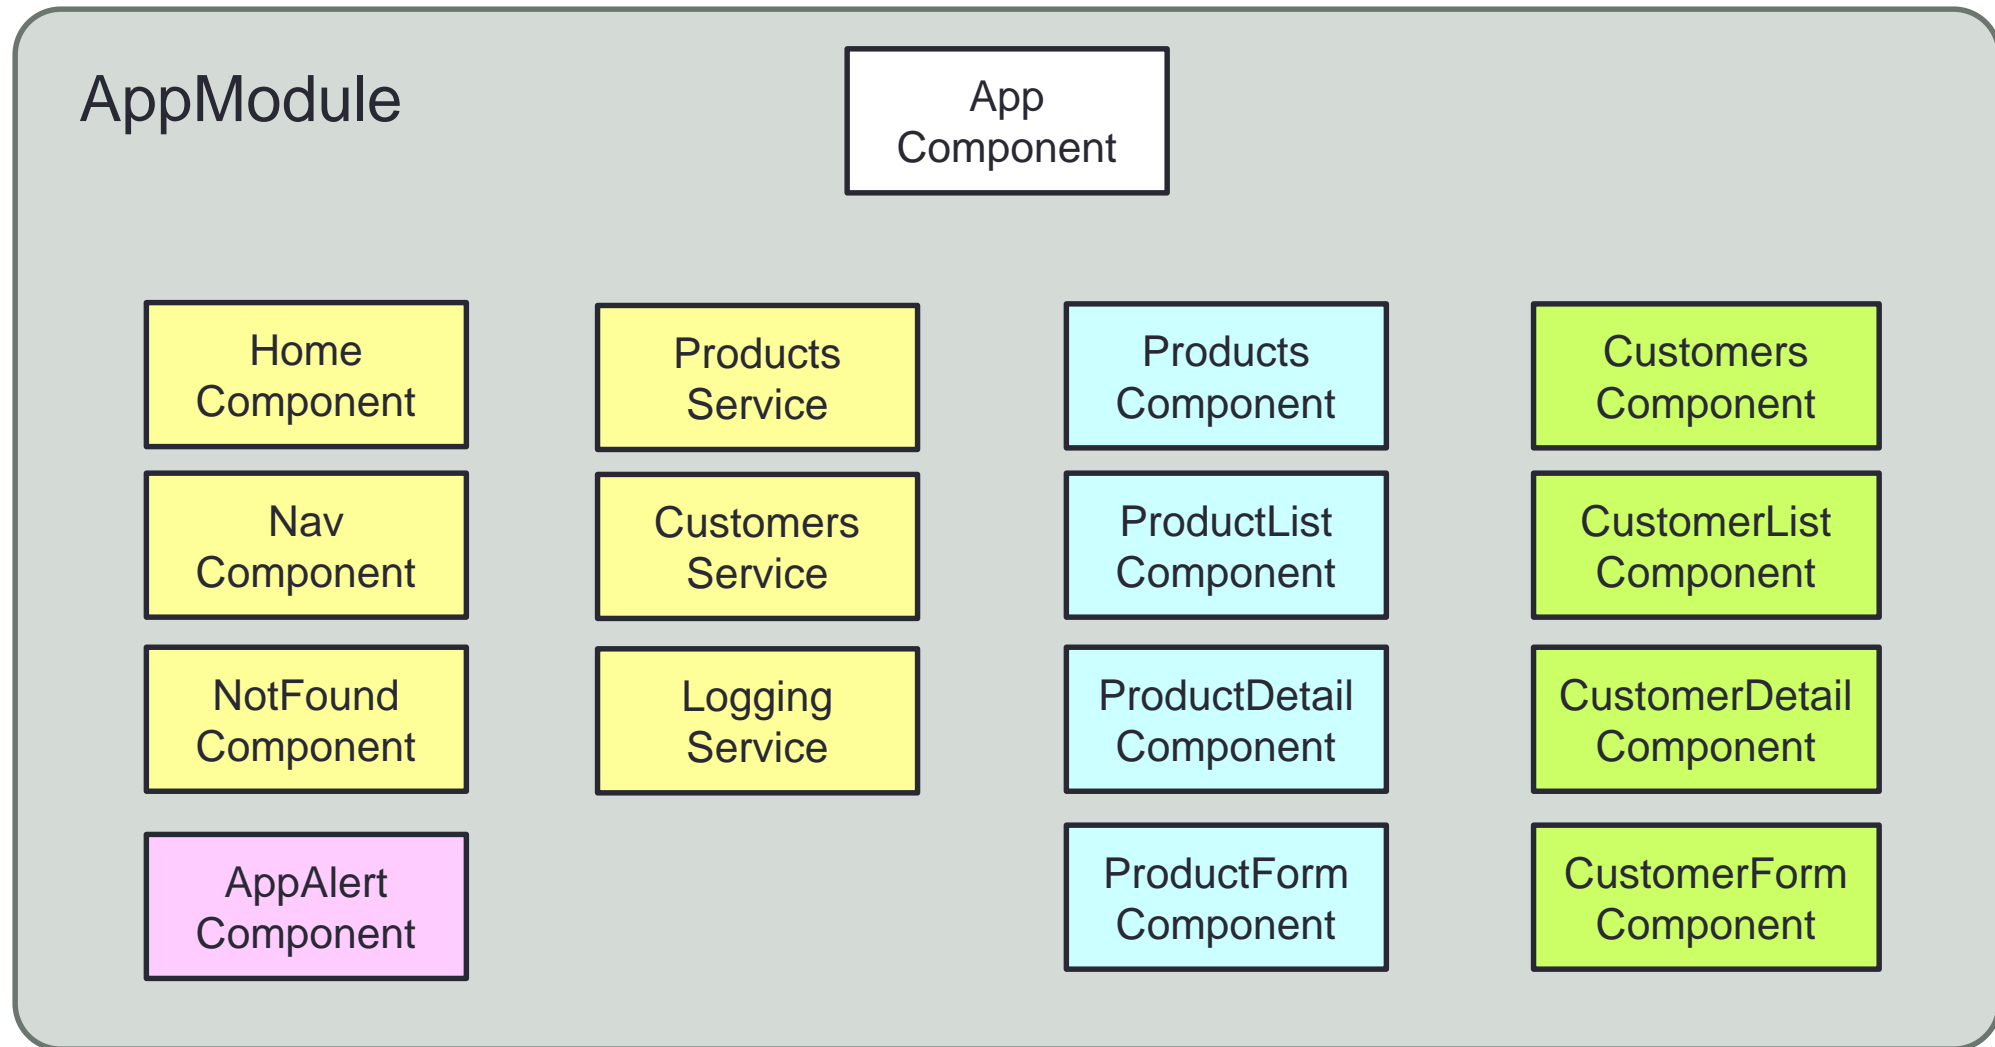 AppModule
App
Component
Home
Component
Products
Service
Products
Component
Customers
Component
Nav
Component
Customers
Service
ProductList
Component
CustomerList
Component
NotFound
Component
Logging
Service
ProductDetail
Component
CustomerDetail
Component
AppAlert
Component
ProductForm
Component
CustomerForm
Component